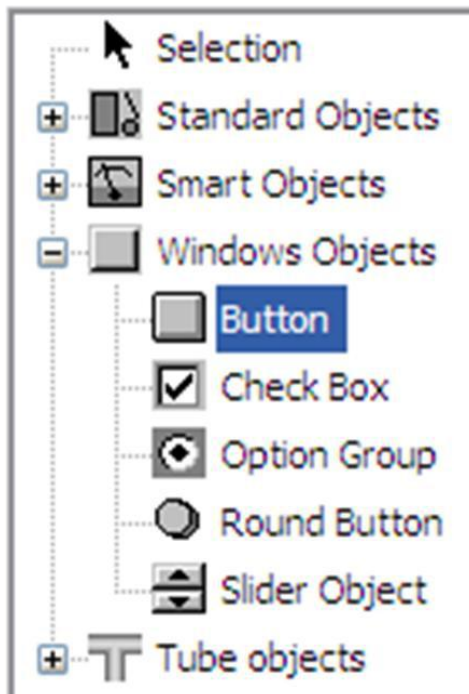 Selection
Standard Objects
Smart Objects
Windows Objects
Button
Check Box
Option Group
Round Button
Slider Object
Tube objects